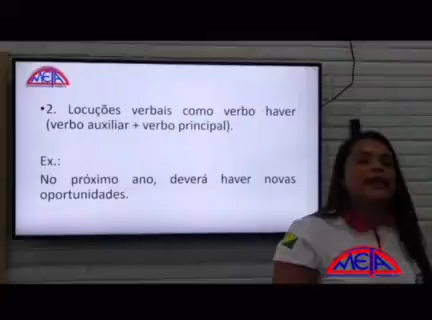 META
•2. Locuções verbais como verbo haver
(verbo auxiliar + verbo principal).
Ex.:
No próximo ano, deverá haver novas
oportunidades.
META